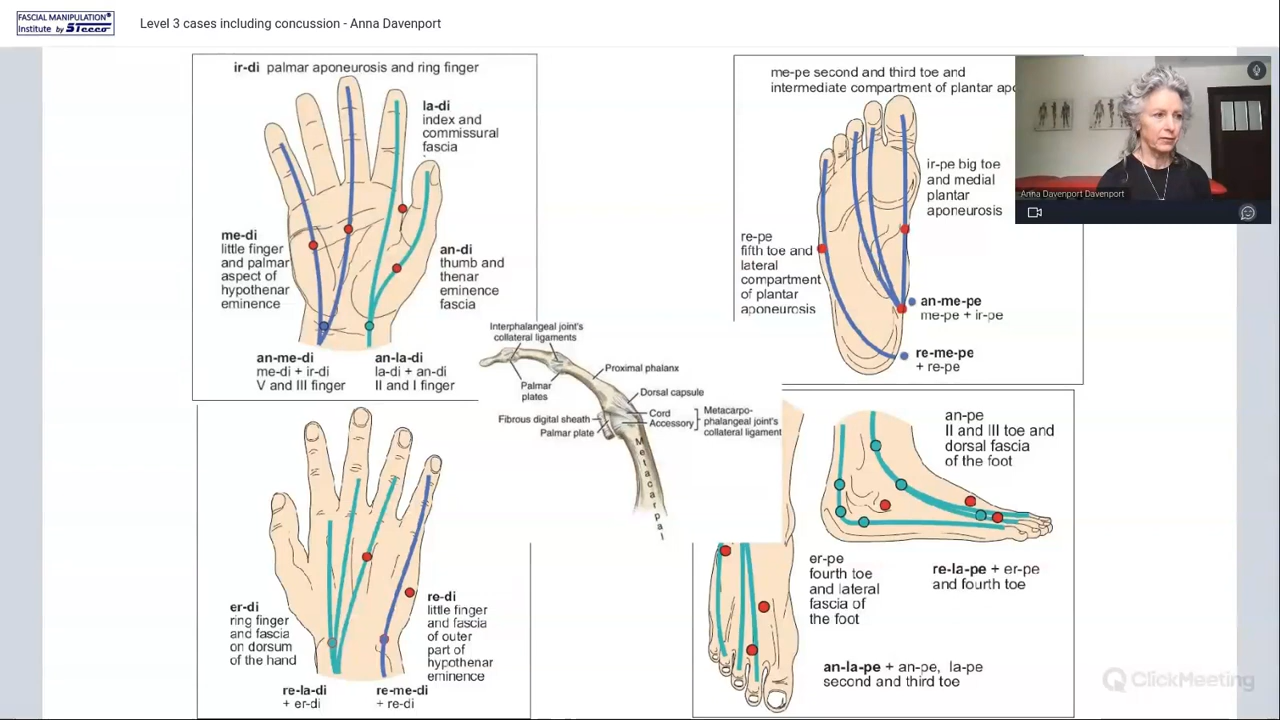 FASCIAL MANIPULATION®
Institute by Stecco
Level 3 cases including concussion - Anna Davenport
ir-di palmar aponeurosis and ring finger
la-di
index and
commissural
fascia
me-di
little finger
and palmar
aspect of
hypothenar
eminence
an-di
thumb and
thenar
eminence
fascia
an-me-di
me-di + ir-di
V and III finger
an-la-di
la-di + an-di
II and I finger
me-pe second and third toe and
intermediate compartment of plantar apo
ir-pe big toe
and medial
plantar
aponeurosis
re-pe
fifth toe and
lateral
compartment
of plantar
aponeurosis
an-me-pe
me-pe + ir-pe
re-me-pe
+ re-pe
Anna Davenport Davenport
Interphalangeal joint's
collateral ligaments
Proximal phalanx
Palmar
plates
Dorsal capsule
Fibrous digital sheath
Palmar plate
Cord
Accessory
Metacarpo-
phalangeal joint's
collateral ligament
Metacarpal
er-di
ring finger
and fascia
on dorsum
of the hand
re-di
little finger
and fascia
of outer
part of
hypothenar
eminence
re-la-di
+ er-di
re-me-di
+ re-di
an-pe
II and III toe and
dorsal fascia
of the foot
er-pe
fourth toe
and lateral
fascia of
the foot
re-la-pe + er-pe
and fourth toe
an-la-pe + an-pe, la-pe
second and third toe
ClickMeeting